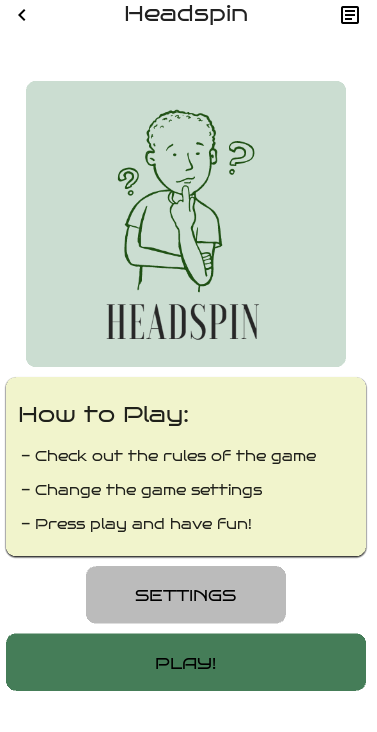 Headspin
?
?
HEADSPIN
How to Play:
- Check out the rules of the game
- Change the game settings
- Press play and have fun!
SETTINGS
PLAY!